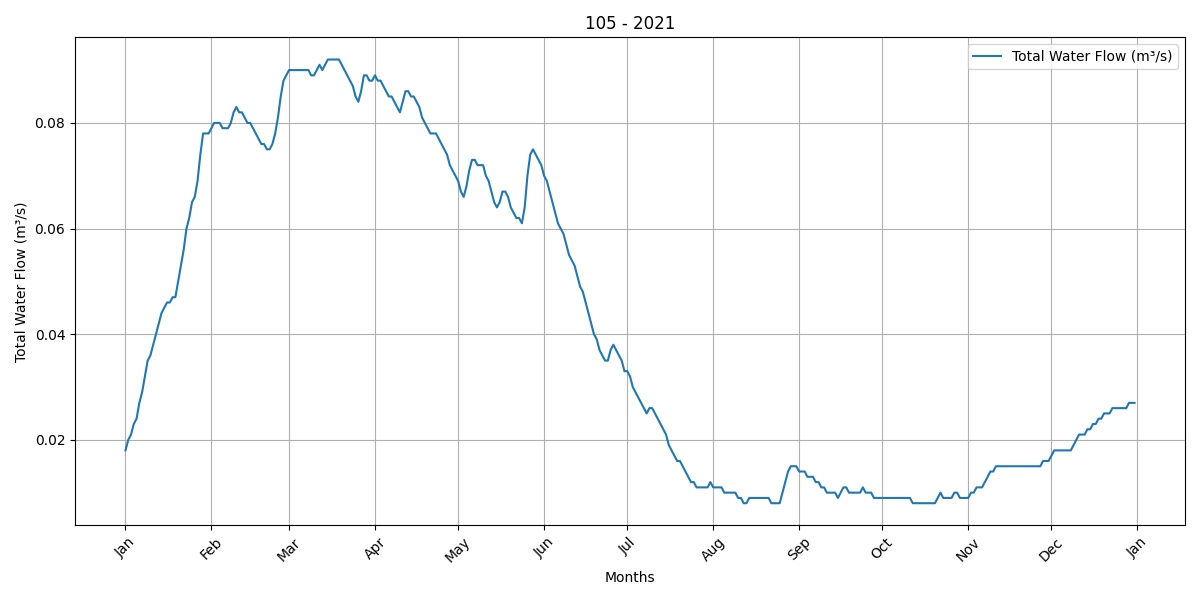 105 - 2021
Total Water Flow (m³/s)
Total Water Flow (m³/s)
0.08
0.06
0.04
0.02
Jan
Feb
Mar
Apr
May
Jun
Jul
Aug
Sep
Oct
Nov
Dec
Jan
Months